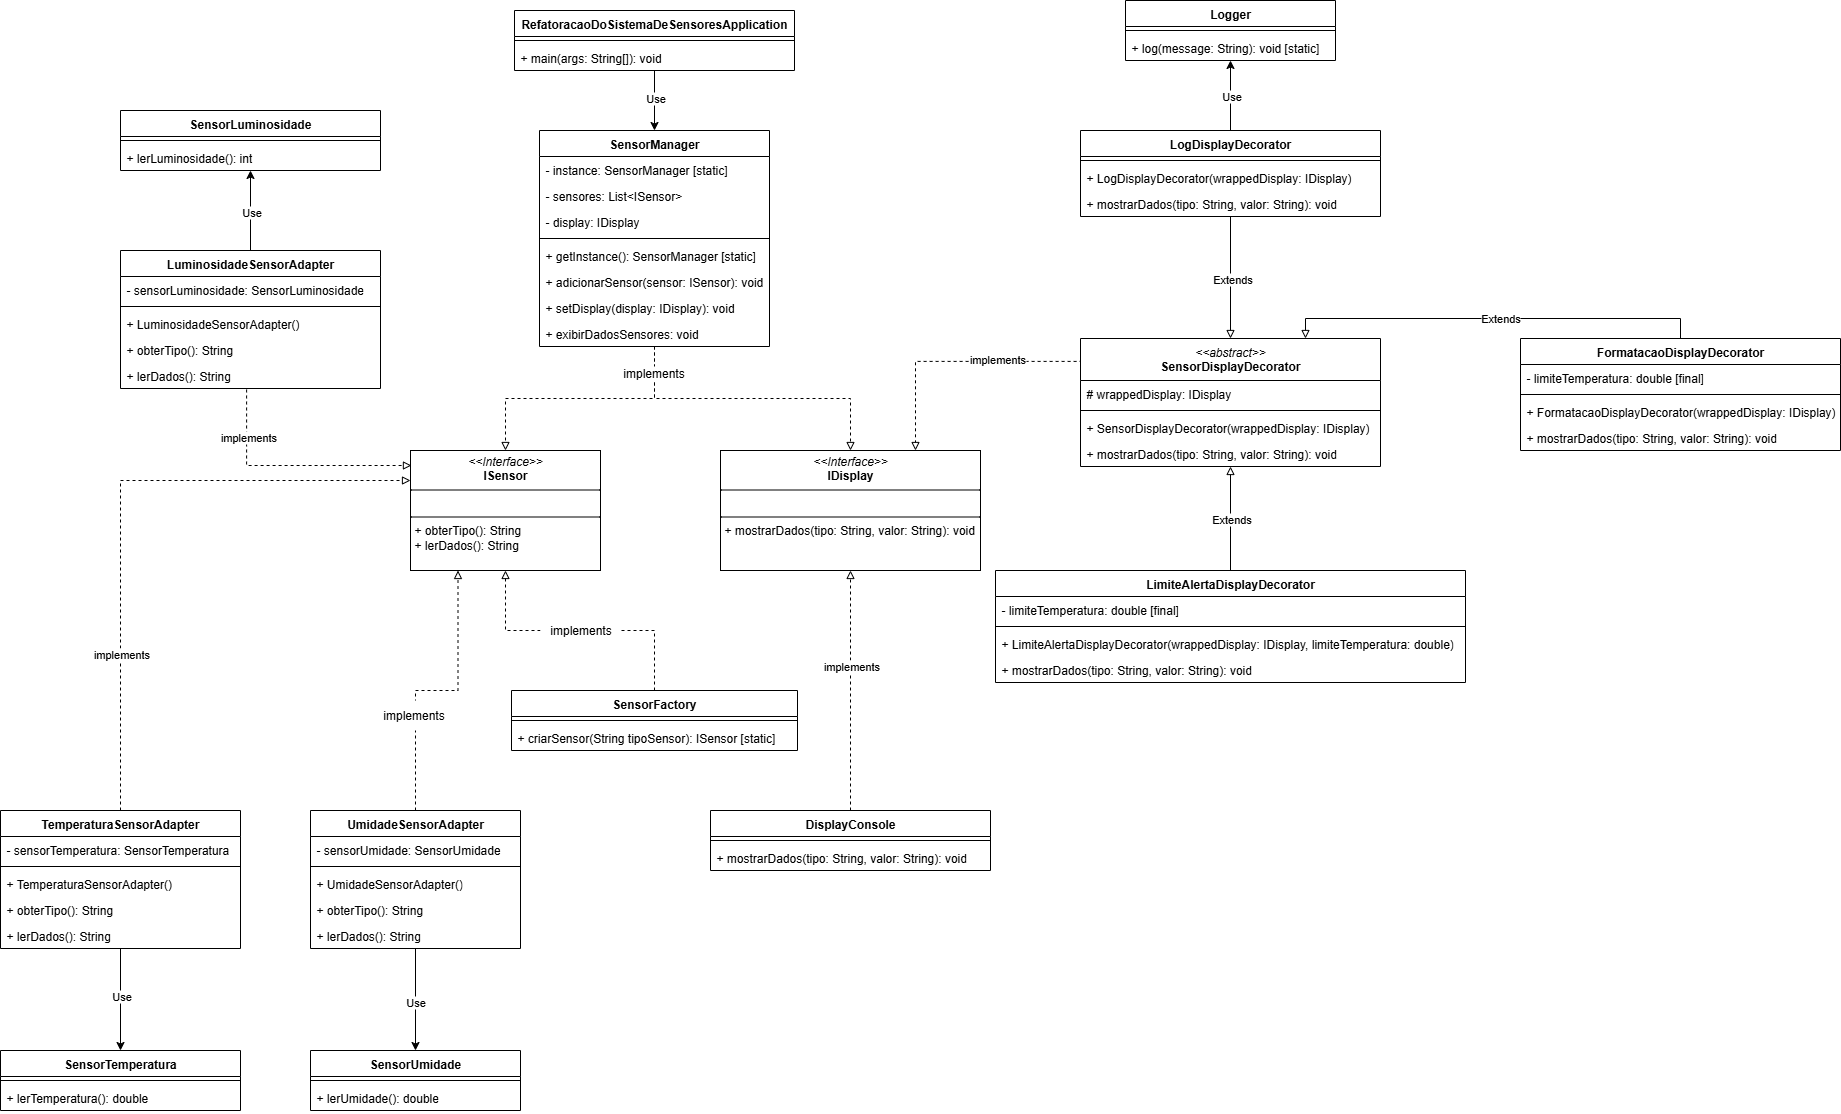 RefatoracaoDoSistemaDeSensoresApplication
+ main(args: String[]): void
Use
Logger
+ log(message: String): void [static]
Use
SensorLuminosidade
+ lerLuminosidade(): int
Use
LuminosidadeSensorAdapter
- sensorLuminosidade: SensorLuminosidade
+ LuminosidadeSensorAdapter()
+ obterTipo(): String
+ lerDados(): String
implements
SensorManager
- instance: SensorManager [static]
- sensores: List<ISensor>
- display: IDisplay
+ getInstance(): SensorManager [static]
+ adicionarSensor(sensor: ISensor): void
+ setDisplay(display: IDisplay): void
+ exibirDadosSensores: void
implements
LogDisplayDecorator
+ LogDisplayDecorator(wrappedDisplay: IDisplay)
+ mostrarDados(tipo: String, valor: String): void
Extends
Extends
implements
<<abstract>>
SensorDisplayDecorator
# wrappedDisplay: IDisplay
+ SensorDisplayDecorator(wrappedDisplay: IDisplay)
+ mostrarDados(tipo: String, valor: String): void
Extends
FormatacaoDisplayDecorator
- limiteTemperatura: double [final]
+ FormatacaoDisplayDecorator(wrappedDisplay: IDisplay)
+ mostrarDados(tipo: String, valor: String): void
<<Interface>>
ISensor
+ obterTipo(): String
+ lerDados(): String
<<Interface>>
IDisplay
+ mostrarDados(tipo: String, valor: String): void
LimiteAlertaDisplayDecorator
- limiteTemperatura: double [final]
+ LimiteAlertaDisplayDecorator(wrappedDisplay: IDisplay, limiteTemperatura: double)
+ mostrarDados(tipo: String, valor: String): void
implements
implements
implements
implements
SensorFactory
+ criarSensor(String tipoSensor): ISensor [static]
TemperaturaSensorAdapter
- sensorTemperatura: SensorTemperatura
+ TemperaturaSensorAdapter()
+ obterTipo(): String
+ lerDados(): String
Use
UmidadeSensorAdapter
- sensorUmidade: SensorUmidade
+ UmidadeSensorAdapter()
+ obterTipo(): String
+ lerDados(): String
Use
DisplayConsole
+ mostrarDados(tipo: String, valor: String): void
SensorTemperatura
+ lerTemperatura(): double
SensorUmidade
+ lerUmidade(): double